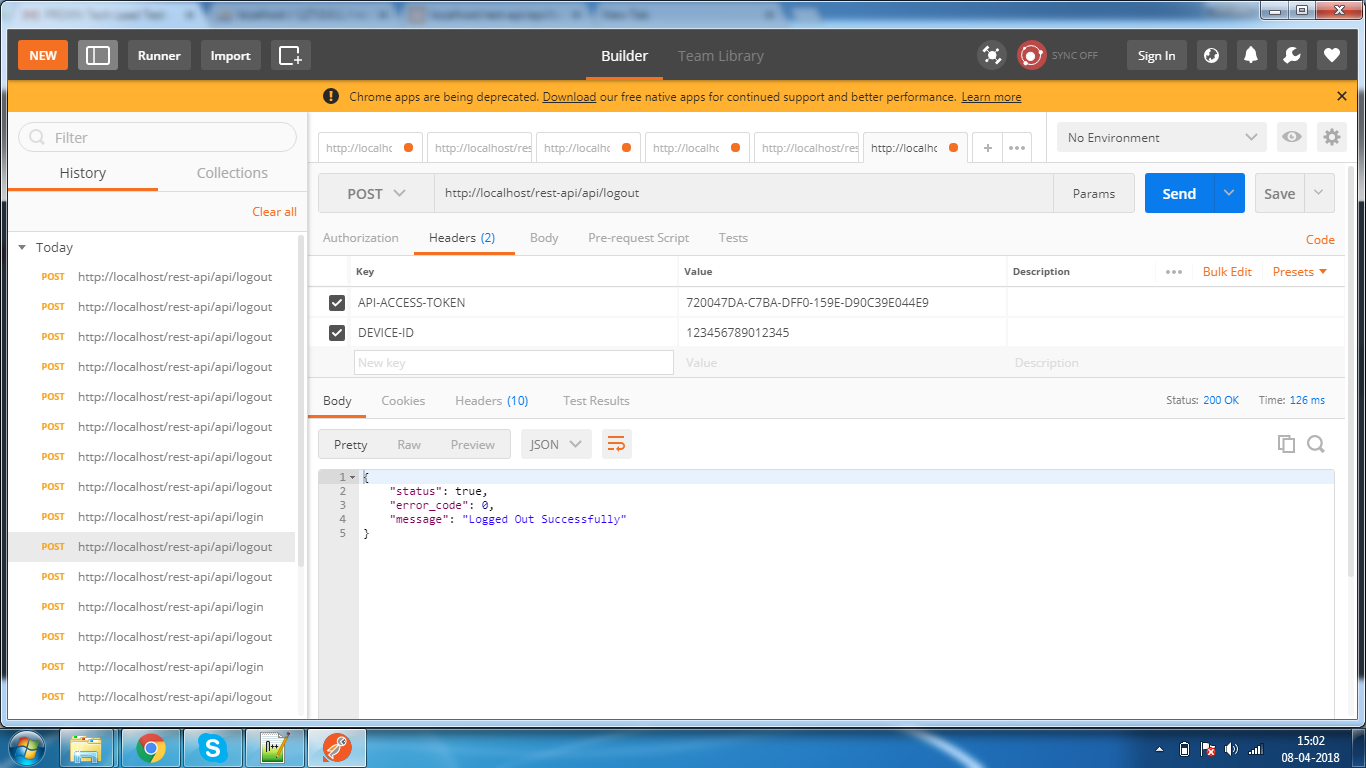 NEW Runner Import Builder Team Library SYNC OFF Sign In
Chrome apps are being deprecated. Download our free native apps for continued support and better performance. Learn more
Filter
History Collections
Clear all
Today
POST http://localhost/rest-api/api/logout
POST http://localhost/rest-api/api/logout
POST http://localhost/rest-api/api/logout
POST http://localhost/rest-api/api/logout
POST http://localhost/rest-api/api/logout
POST http://localhost/rest-api/api/logout
POST http://localhost/rest-api/api/logout
POST http://localhost/rest-api/api/logout
POST http://localhost/rest-api/api/login
POST http://localhost/rest-api/api/logout
POST http://localhost/rest-api/api/logout
POST http://localhost/rest-api/api/login
POST http://localhost/rest-api/api/logout
POST http://localhost/rest-api/api/login
POST http://localhost/rest-api/api/logout
http://localhc http://localhost/res http://localhc http://localhc http://localhost/res http://localhc + ••• No Environment
POST http://localhost/rest-api/api/logout Params Send Save
Authorization Headers (2) Body Pre-request Script Tests Code
Key Value Description ••• Bulk Edit Presets
API-ACCESS-TOKEN 720047DA-C7BA-DFF0-159E-D90C39E044E9
DEVICE-ID 123456789012345
New key Value Description
Body Cookies Headers (10) Test Results Status: 200 OK Time: 126 ms
Pretty Raw Preview JSON
1 {
2 "status": true,
3 "error_code": 0,
4 "message": "Logged Out Successfully"
5 }
15:02
08-04-2018